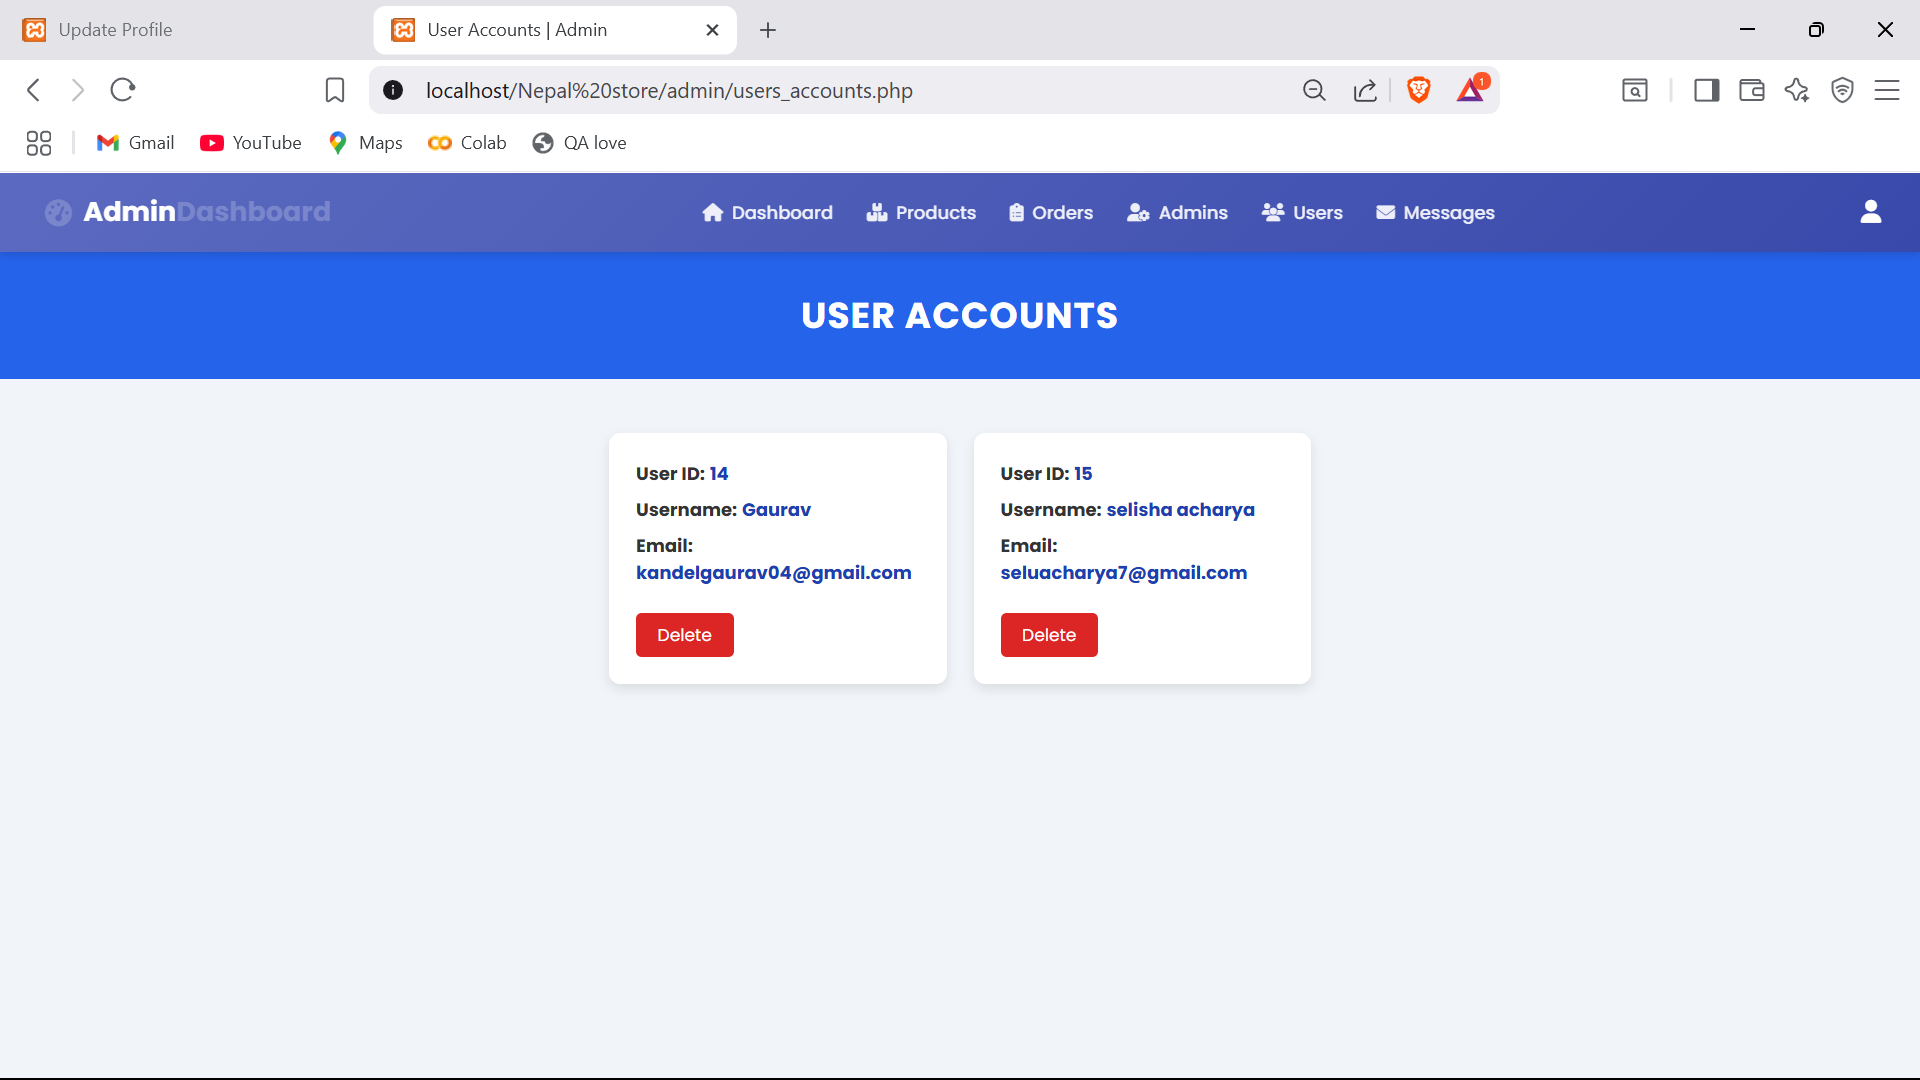 Update Profile
User Accounts | Admin
localhost/Nepal%20store/admin/users_accounts.php
1
Gmail
YouTube
Maps
Colab
QA love
AdminDashboard
Dashboard
Products
Orders
Admins
Users
Messages
USER ACCOUNTS
User ID: 14
Username: Gaurav
Email:
kandelgaurav04@gmail.com
Delete
User ID: 15
Username: selisha acharya
Email:
seluacharya7@gmail.com
Delete